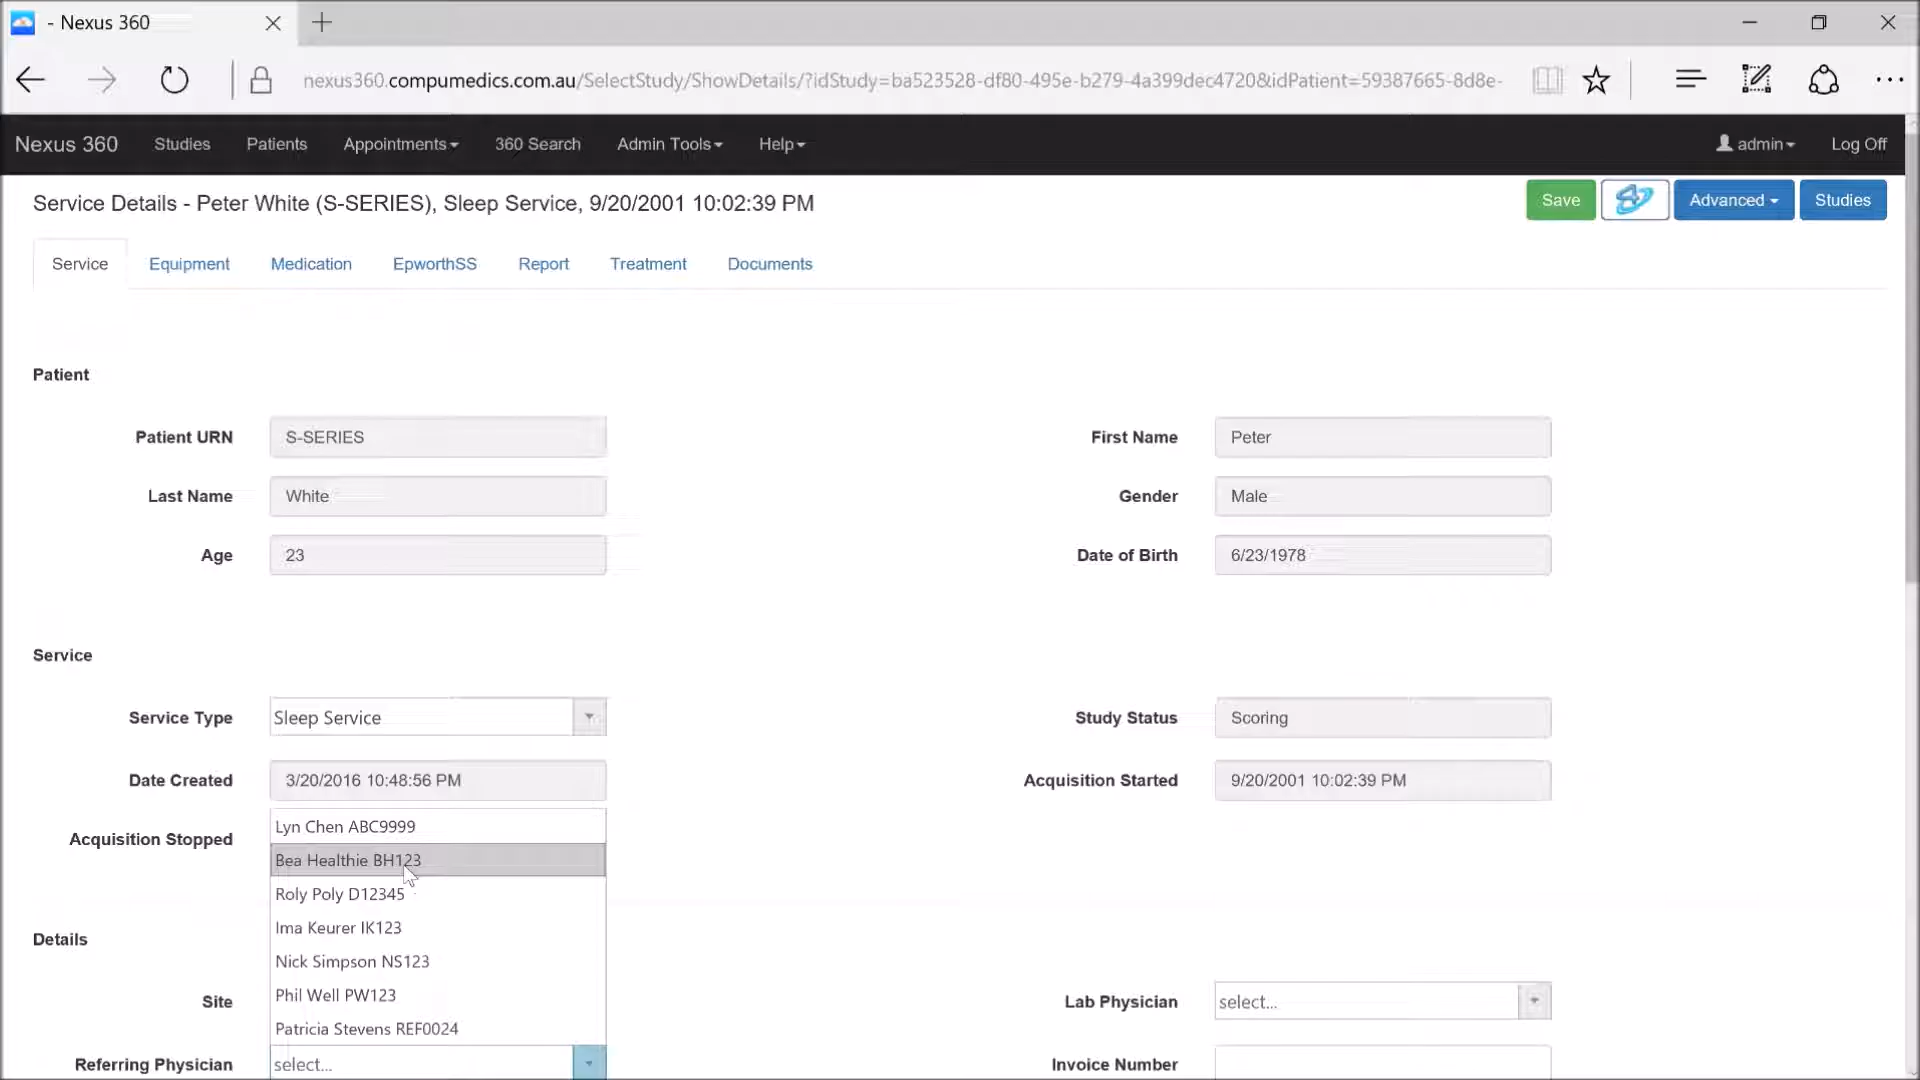 - Nexus 360
nexus360.compumedics.com.au/SelectStudy/ShowDetails/?idStudy=ba523528-df80-495e-b279-4a399dec4720&idPatient=59387665-8d8e-
Nexus 360 Studies Patients Appointments 360 Search Admin Tools Help admin Log Off
Service Details - Peter White (S-SERIES), Sleep Service, 9/20/2001 10:02:39 PM Save Advanced Studies
Service Equipment Medication EpworthSS Report Treatment Documents
Patient
Patient URN S-SERIES First Name Peter
Last Name White Gender Male
Age 23 Date of Birth 6/23/1978
Service
Service Type Sleep Service Study Status Scoring
Date Created 3/20/2016 10:48:56 PM Acquisition Started 9/20/2001 10:02:39 PM
Lyn Chen ABC9999
Acquisition Stopped
Bea Healthie BH123
Roly Poly D12345
Ima Keurer IK123
Details
Nick Simpson NS123
Phil Well PW123
Site Lab Physician select...
Patricia Stevens REF0024
Referring Physician select... Invoice Number